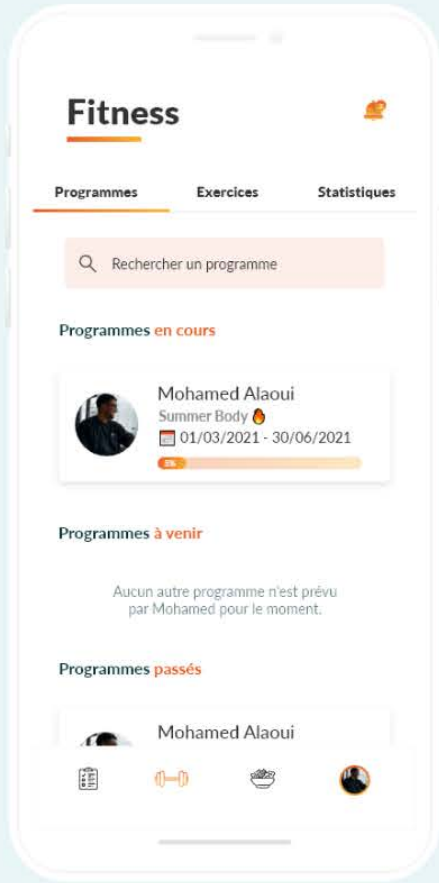 Fitness
Programmes
Exercices
Statistiques
Rechercher un programme
Programmes en cours
Mohamed Alaoui
Summer Body 🔥
01/03/2021 - 30/06/2021
Programmes à venir
Aucun autre programme n'est prévu
par Mohamed pour le moment.
Programmes passés
Mohamed Alaoui